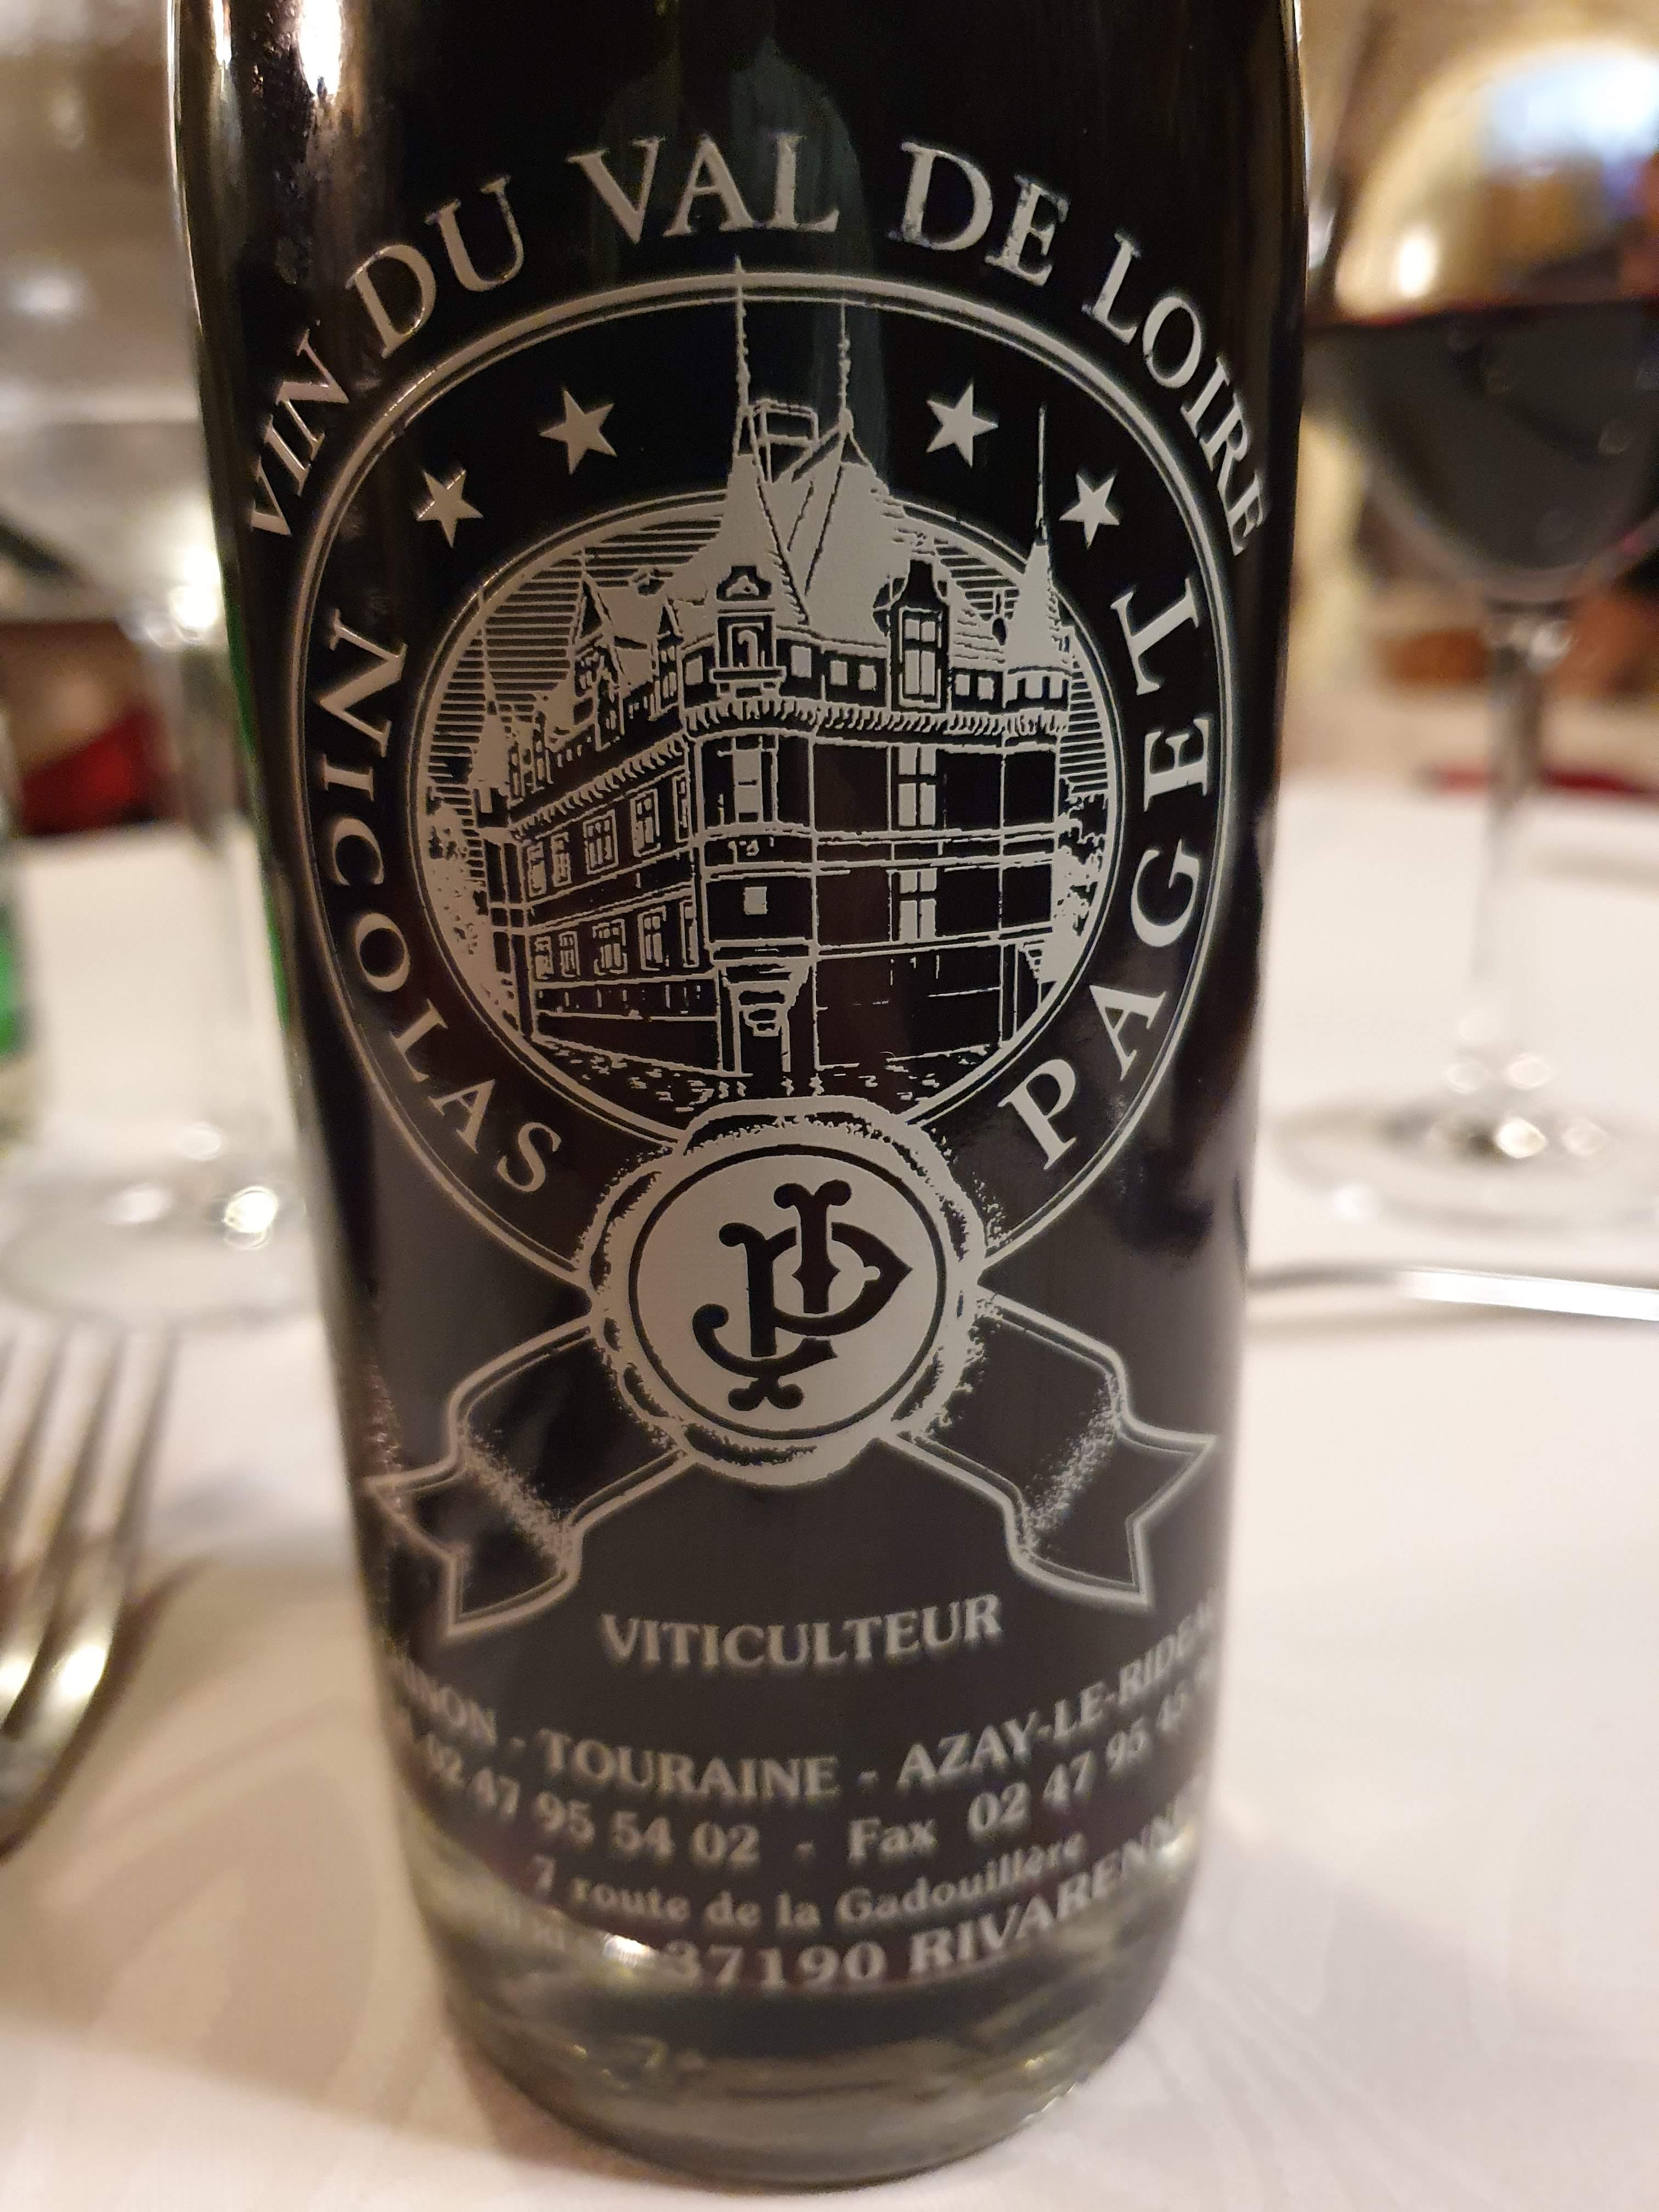 VIN DU VAL DE LOIRE
NICOLAS PAGET
VITICULTEUR
- TOURAINE - AZAY-LE-RIDEAU
02 47 95 54 02 - Fax 02 47 95 45
7 route de la Gadouillère
37190 RIVARENNES